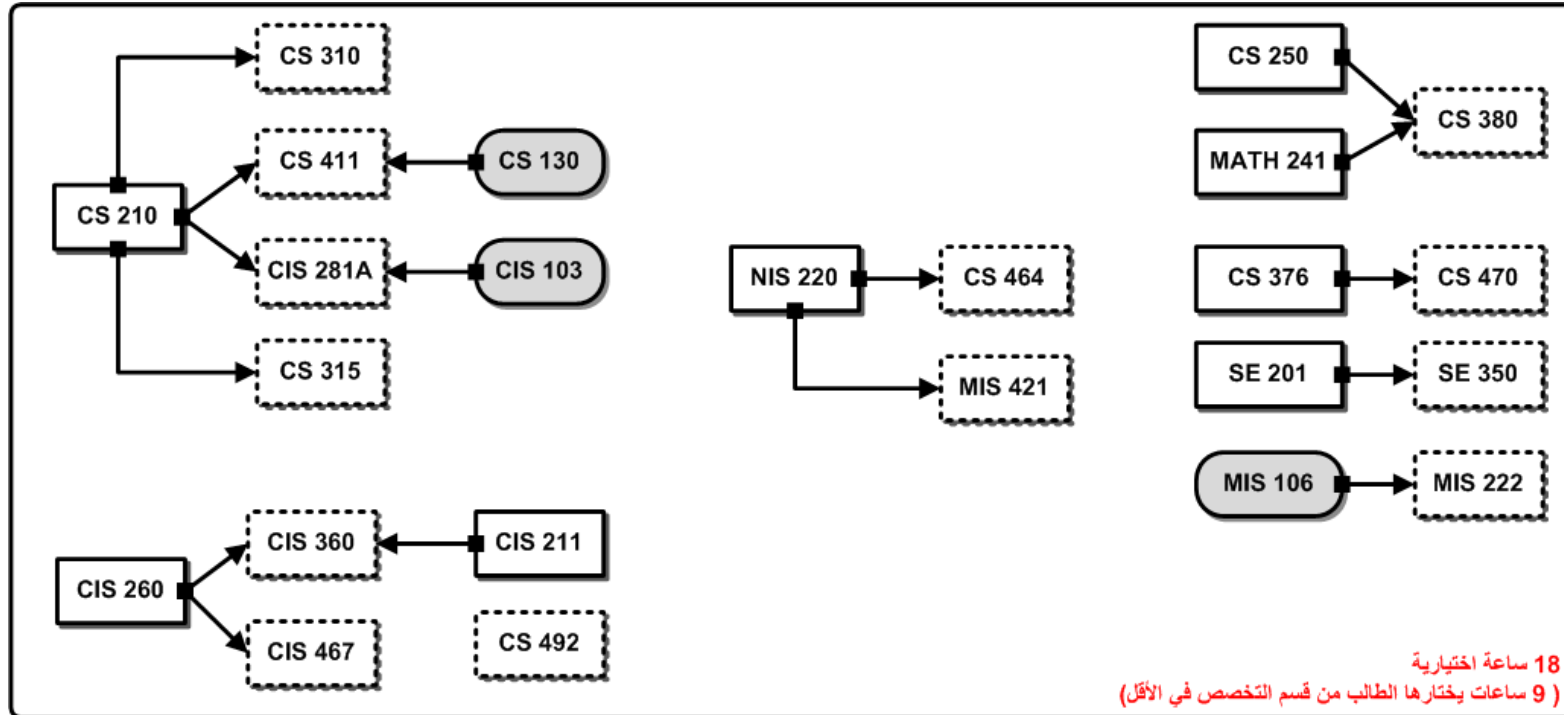 CS 310
CS 411
CS 130
CS 210
CIS 281A
CIS 103
CS 315
CIS 360
CIS 211
CIS 260
CS 492
CIS 467
NIS 220
CS 464
MIS 421
CS 250
CS 380
MATH 241
CS 376
CS 470
SE 201
SE 350
MIS 106
MIS 222
18 ساعة اختيارية
( 9 ساعات يختارها الطالب من قسم التخصص في الأقل)